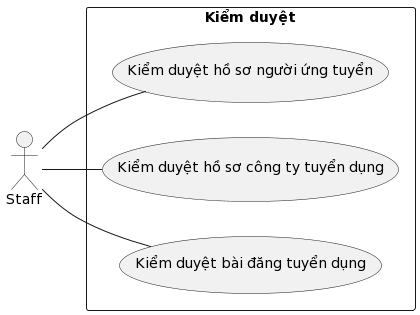 Kiểm duyệt
Kiểm duyệt hồ sơ người ứng tuyển
Kiểm duyệt hồ sơ công ty tuyển dụng
Staff
Kiểm duyệt bài đăng tuyển dụng